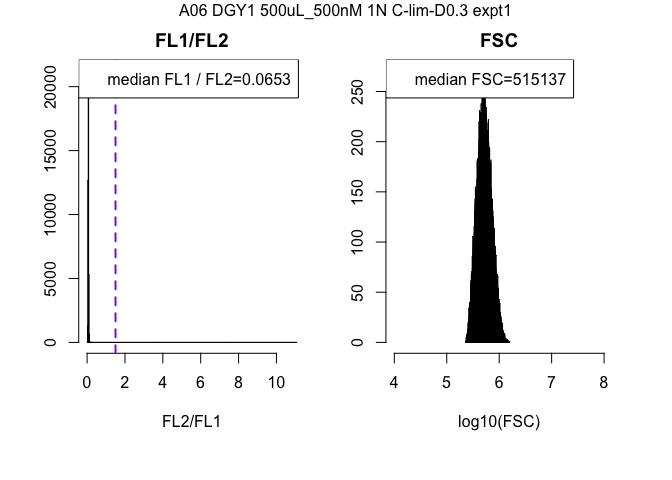 A06 DGY1 500uL_500nM 1N C-lim-D0.3 expt1
FL1/FL2
median FL1 / FL2=0.0653
0
5000
10000
15000
20000
0 2 4 6 8 10
FL2/FL1
FSC
median FSC=515137
0
50
100
150
200
250
4 5 6 7 8
log10(FSC)